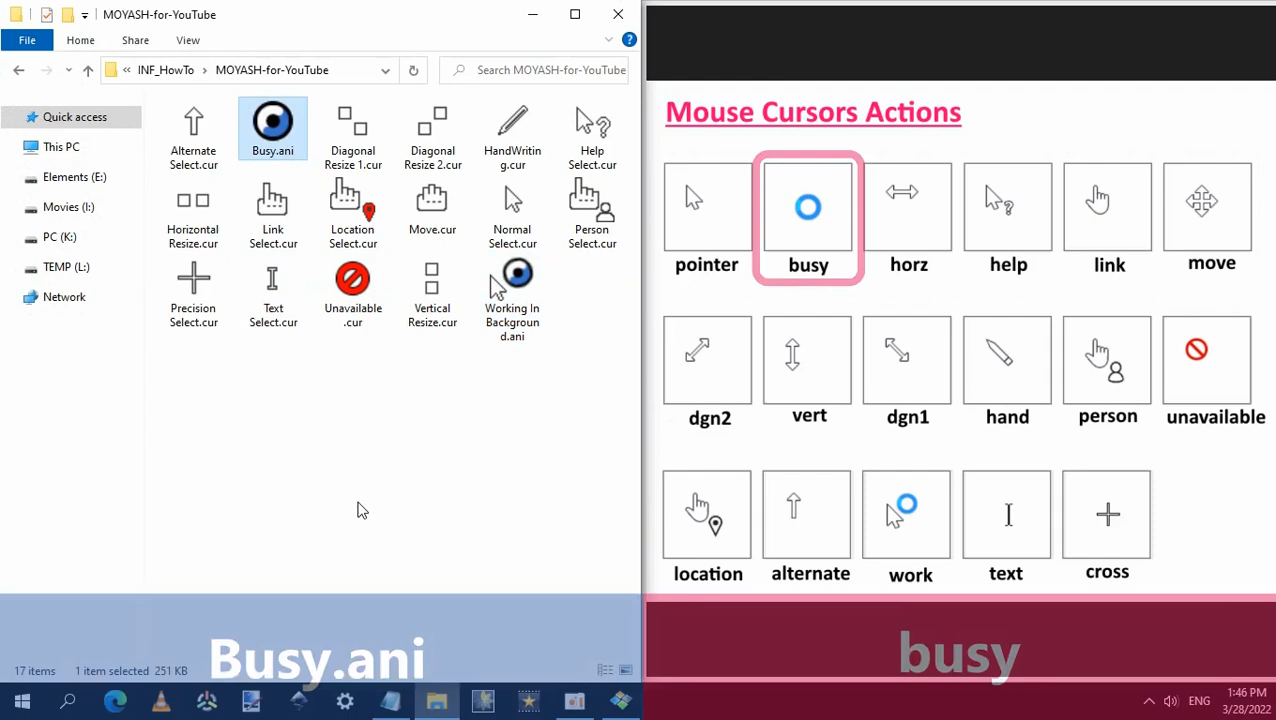 MOYASH-for-YouTube
File Home Share View
INF_HowTo MOYASH-for-YouTube
Search MOYASH-for-YouTube
Quick access
This PC
Elements (E:)
Movies (I:)
PC (K:)
TEMP (L:)
Network
Alternate
Select.cur
Busy.ani
Diagonal
Resize 1.cur
Diagonal
Resize 2.cur
HandWritin
g.cur
Help
Select.cur
Horizontal
Resize.cur
Link
Select.cur
Location
Select.cur
Move.cur
Normal
Select.cur
Person
Select.cur
Precision
Select.cur
Text
Select.cur
Unavailable
.cur
Vertical
Resize.cur
Working In
Backgroun
d.ani
17 items 1 item selected 251 KB
Busy.ani
Mouse Cursors Actions
pointer busy horz help link move
dgn2 vert dgn1 hand person unavailable
location alternate work text cross
busy
ENG
1:46 PM
3/28/2022